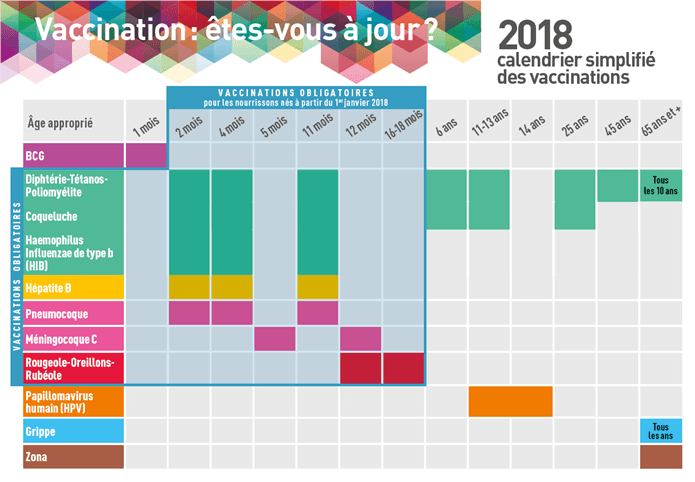 Vaccination : êtes-vous à jour ?
2018
calendrier simplifié
des vaccinations
VACCINATIONS OBLIGATOIRES
pour les nourrissons nés à partir du 1er janvier 2018
Âge approprié
1 mois
2 mois
4 mois
5 mois
11 mois
12 mois
16-18 mois
6 ans
11-13 ans
14 ans
25 ans
45 ans
65 ans et +
BCG
VACCINATIONS OBLIGATOIRES
Diphtérie-Tétanos-
Poliomyélite
Tous
les 10 ans
Coqueluche
Haemophilus
Influenzae de type b
(HIB)
Hépatite B
Pneumocoque
Méningocoque C
Rougeole-Oreillons-
Rubéole
Papillomavirus
humain (HPV)
Grippe
Tous
les ans
Zona